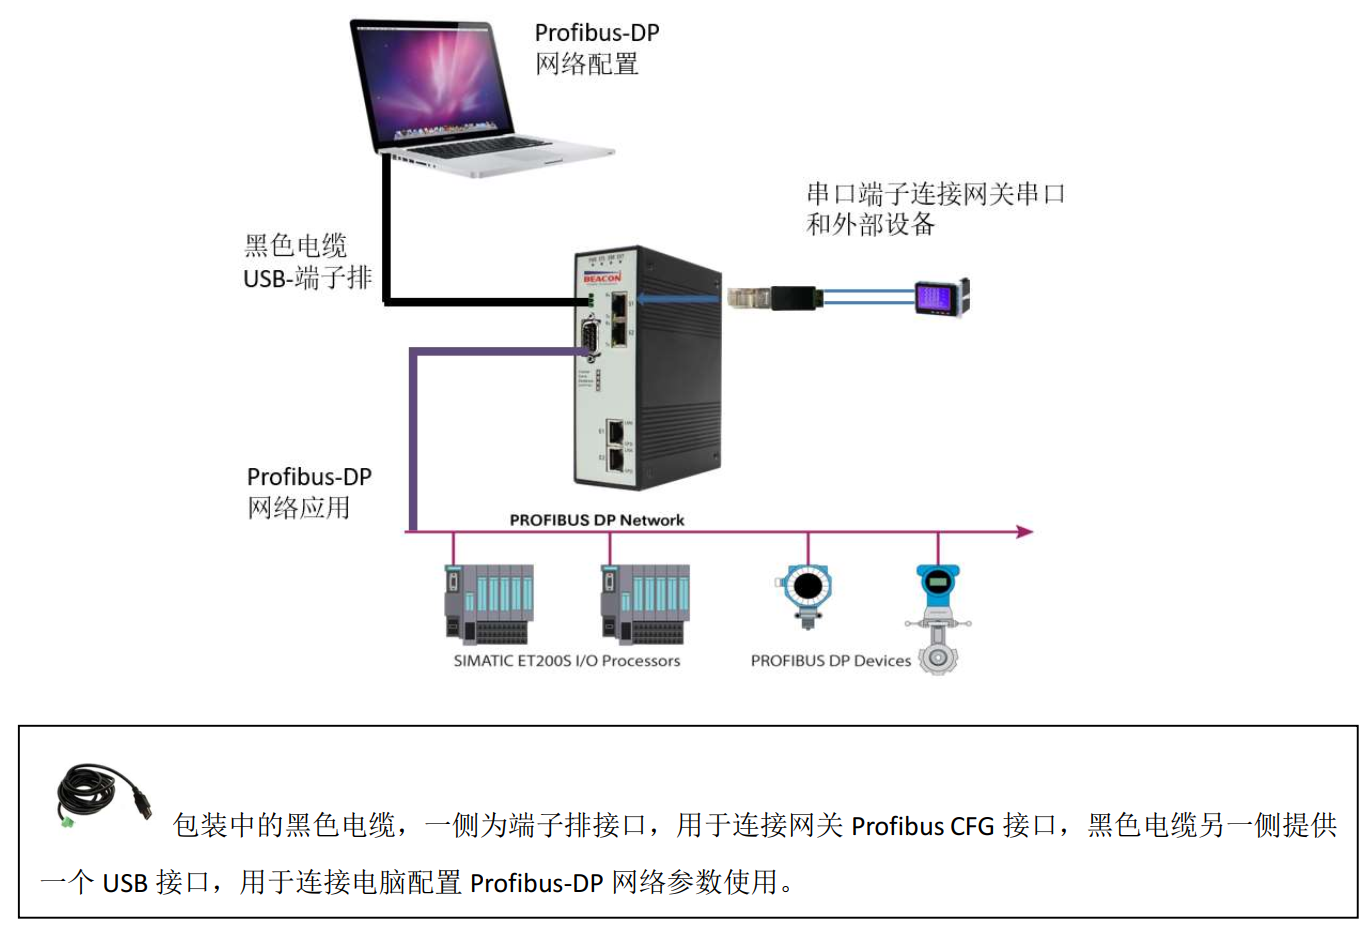 Profibus-DP
网络配置
串口端子连接网关串口
和外部设备
黑色电缆
USB-端子排
BEACON
E1
E2
E1
E2
Profibus-DP
网络应用
PROFIBUS DP Network
SIMATIC ET200S I/O Processors
PROFIBUS DP Devices
包装中的黑色电缆，一侧为端子排接口，用于连接网关 Profibus CFG 接口，黑色电缆另一侧提供
一个 USB 接口，用于连接电脑配置 Profibus-DP 网络参数使用。